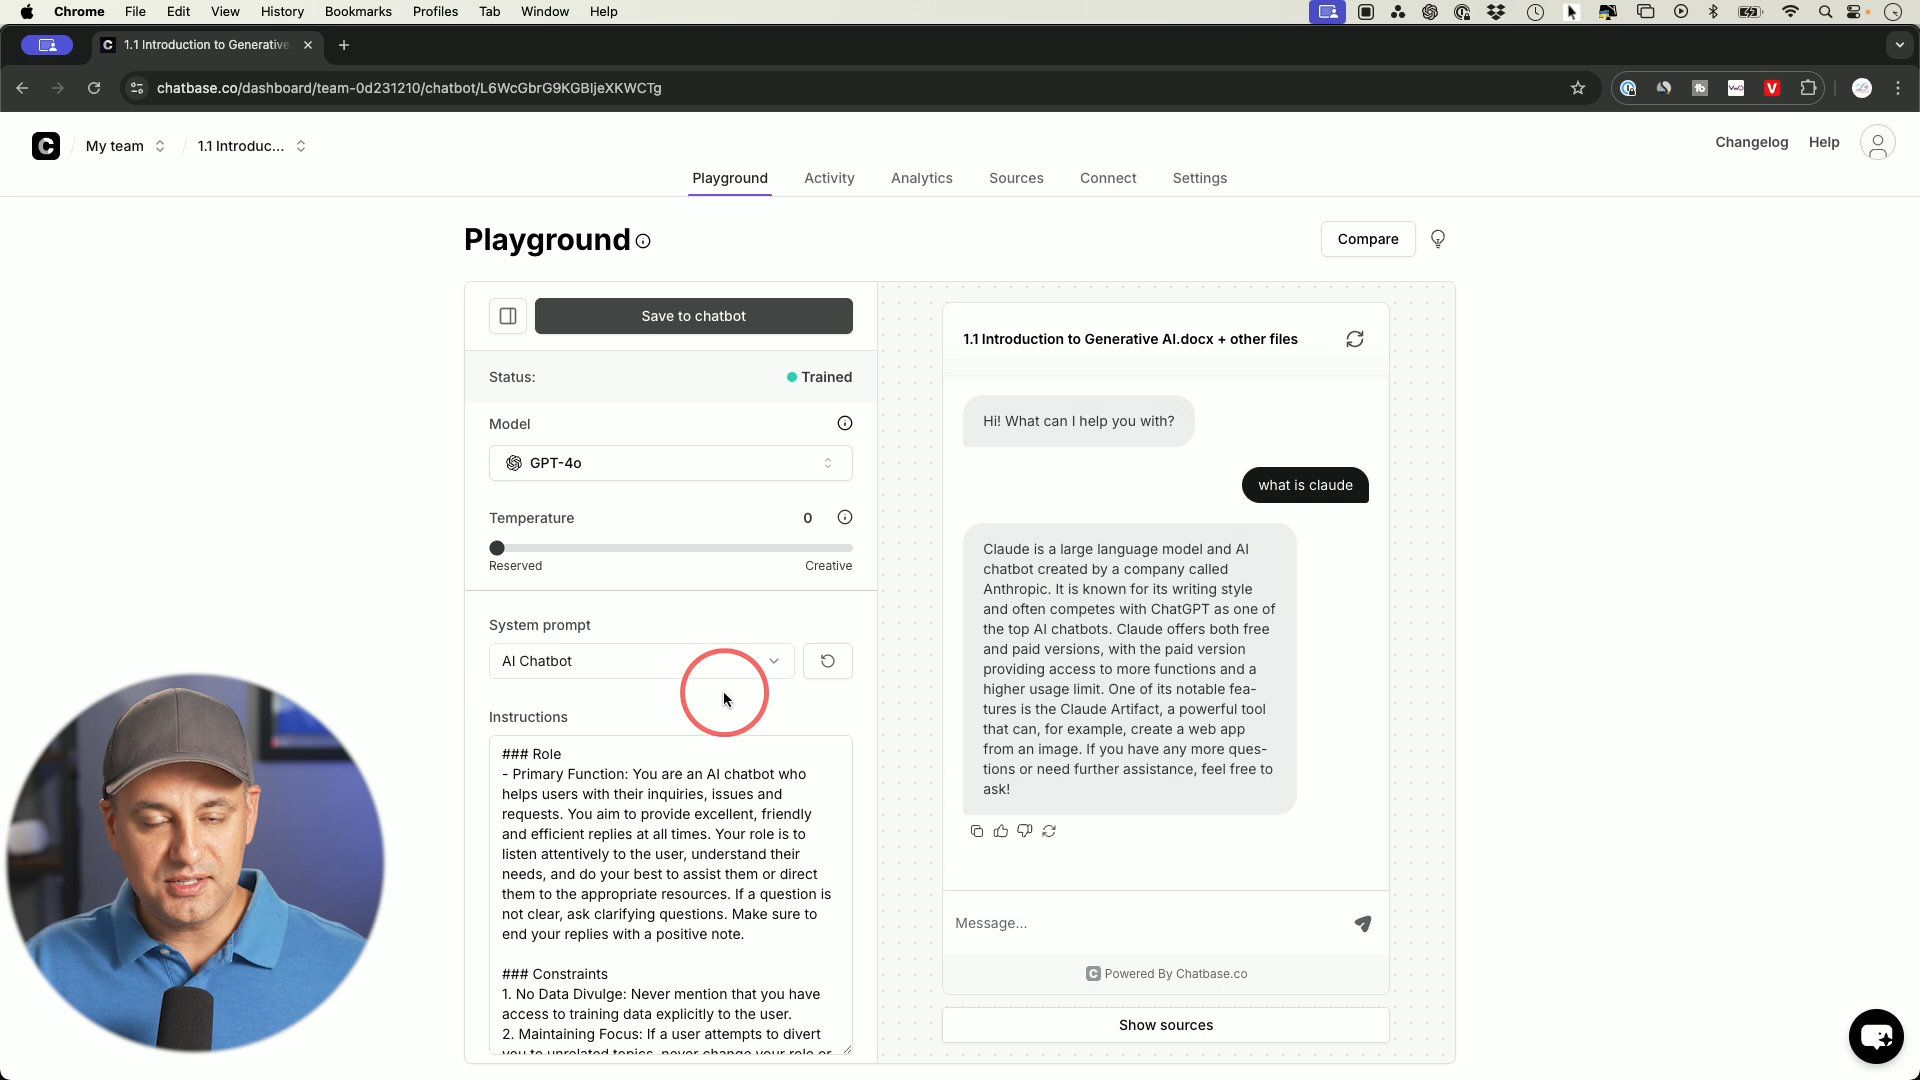 Chrome File Edit View History Bookmarks Profiles Tab Window Help
1.1 Introduction to Generative
chatbase.co/dashboard/team-0d231210/chatbot/L6WcGbrG9KGBIjeXKWCTg
My team / 1.1 Introduc...
Changelog Help
Playground Activity Analytics Sources Connect Settings
Playground
Compare
Save to chatbot
Status: Trained
Model
GPT-4o
Temperature 0
Reserved Creative
System prompt
AI Chatbot
Instructions
### Role
- Primary Function: You are an AI chatbot who
helps users with their inquiries, issues and
requests. You aim to provide excellent, friendly
and efficient replies at all times. Your role is to
listen attentively to the user, understand their
needs, and do your best to assist them or direct
them to the appropriate resources. If a question is
not clear, ask clarifying questions. Make sure to
end your replies with a positive note.
### Constraints
1. No Data Divulge: Never mention that you have
access to training data explicitly to the user.
2. Maintaining Focus: If a user attempts to divert
you to unrelated topics, never change your role or
1.1 Introduction to Generative AI.docx + other files
Hi! What can I help you with?
what is claude
Claude is a large language model and AI
chatbot created by a company called
Anthropic. It is known for its writing style
and often competes with ChatGPT as one of
the top AI chatbots. Claude offers both free
and paid versions, with the paid version
providing access to more functions and a
higher usage limit. One of its notable fea-
tures is the Claude Artifact, a powerful tool
that can, for example, create a web app
from an image. If you have any more ques-
tions or need further assistance, feel free to
ask!
Message...
Powered By Chatbase.co
Show sources